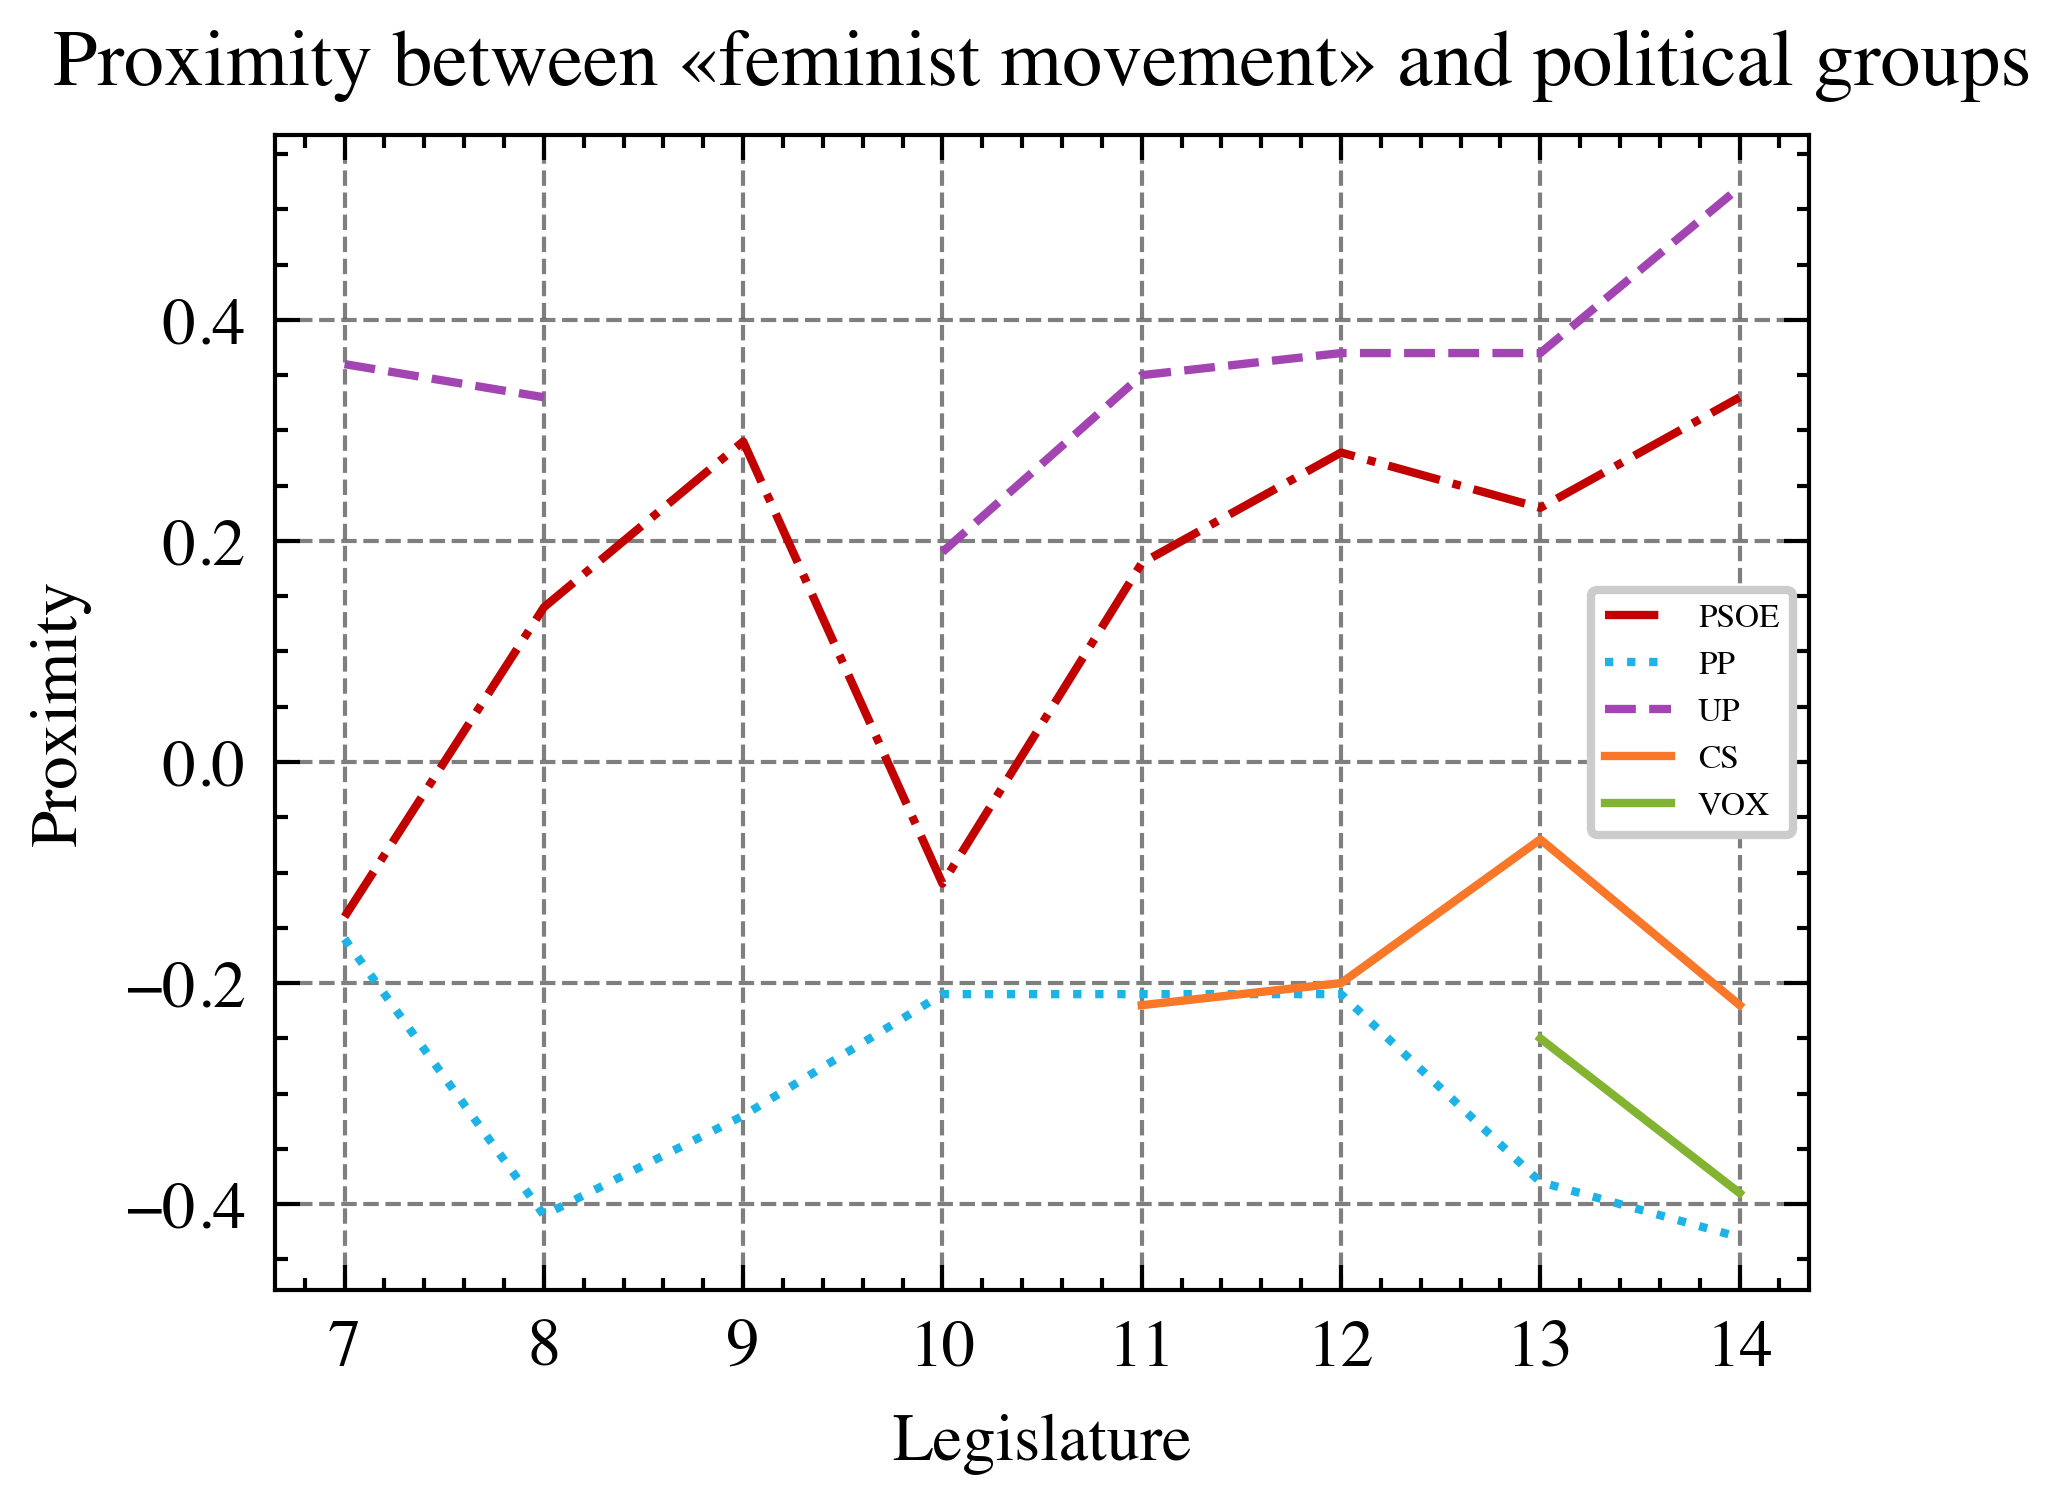 Proximity between «feminist movement» and political groups
0.4
0.2
0.0
−0.2
−0.4
Proximity
PSOE
PP
UP
CS
VOX
7 8 9 10 11 12 13 14
Legislature